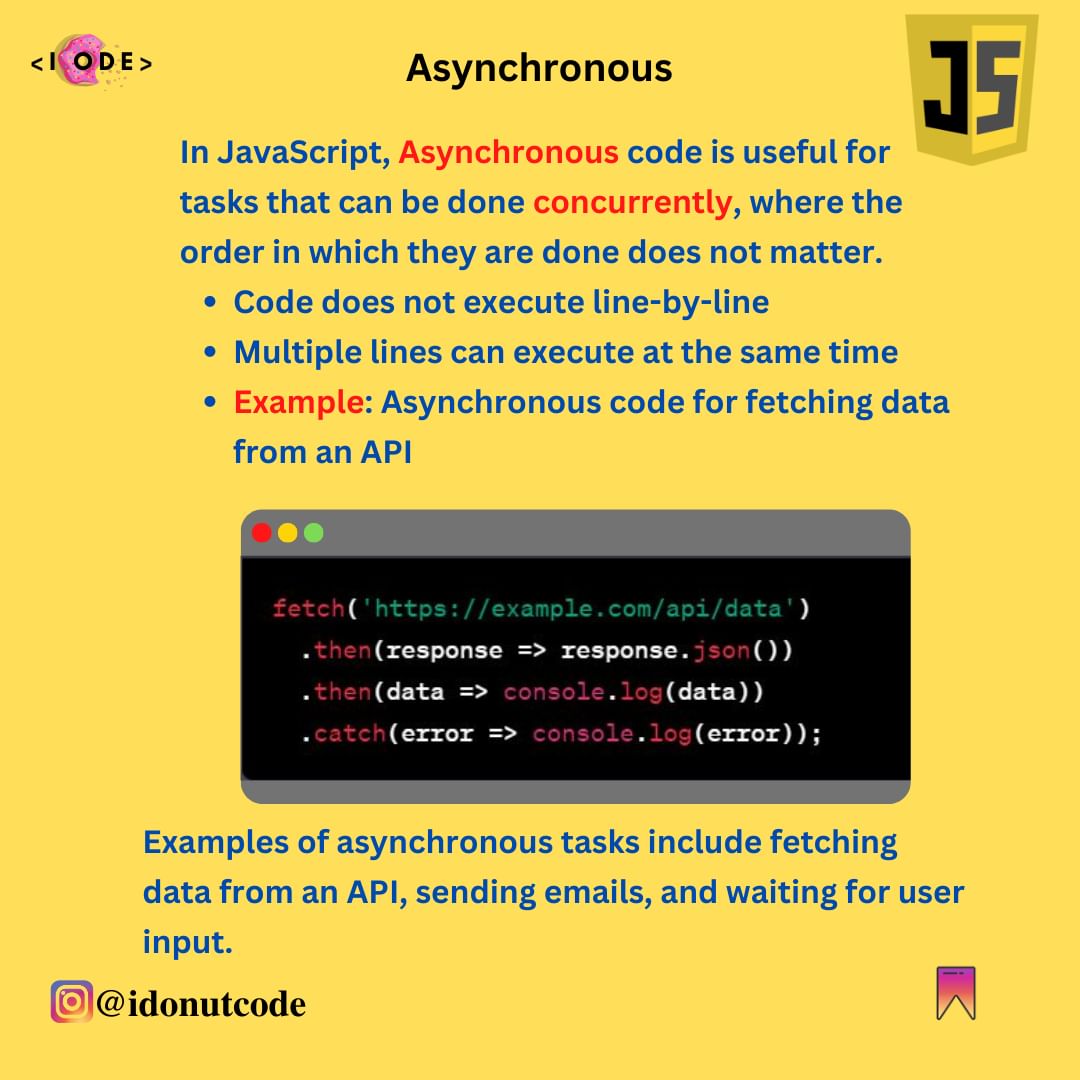 <I ODE>
Asynchronous
JS
In JavaScript, Asynchronous code is useful for
tasks that can be done concurrently, where the
order in which they are done does not matter.
• Code does not execute line-by-line
• Multiple lines can execute at the same time
• Example: Asynchronous code for fetching data
from an API
fetch('https://example.com/api/data')
.then(response => response.json())
.then(data => console.log(data))
.catch(error => console.log(error));
Examples of asynchronous tasks include fetching
data from an API, sending emails, and waiting for user
input.
@idonutcode